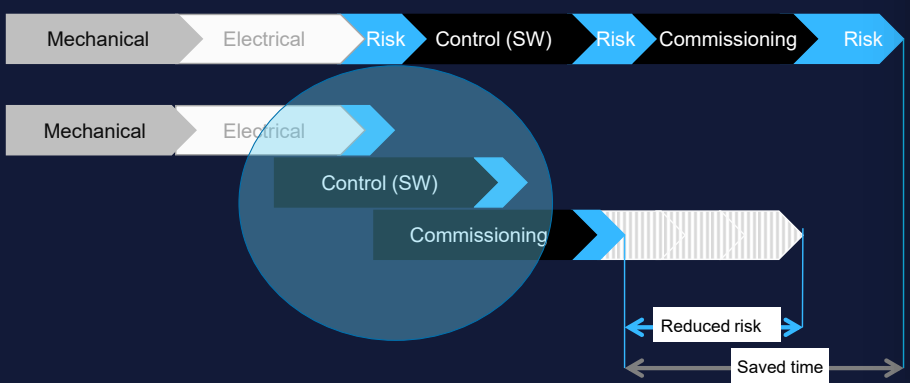 Mechanical
Electrical
Risk
Control (SW)
Risk
Commissioning
Risk
Mechanical
Electrical
Control (SW)
Commissioning
Reduced risk
Saved time